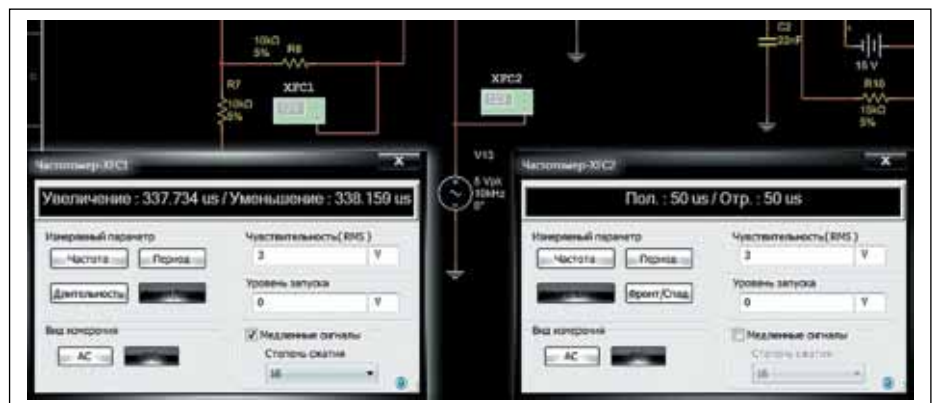 10kΩ
5%
R8
R7
10kΩ
5%
XFC1
XFC2
C2
22nF
15 V
R10
10kΩ
5%
V13
5 Vpk
10kHz
0°
Частотомер-XFC1
X
Увеличение : 337.734 us / Уменьшение : 338.159 us
Измеряемый параметр
Частота
Период
Длительность
Вид измерения
AC
Чувствительность( RMS )
3
V
Уровень запуска
0
V
Медленные сигналы
Степень сжатия
16
Частотомер-XFC2
X
Пол. : 50 us / Отр. : 50 us
Измеряемый параметр
Частота
Период
Фронт/Спад
Вид измерения
AC
Чувствительность( RMS )
3
V
Уровень запуска
0
V
Медленные сигналы
Степень сжатия
16